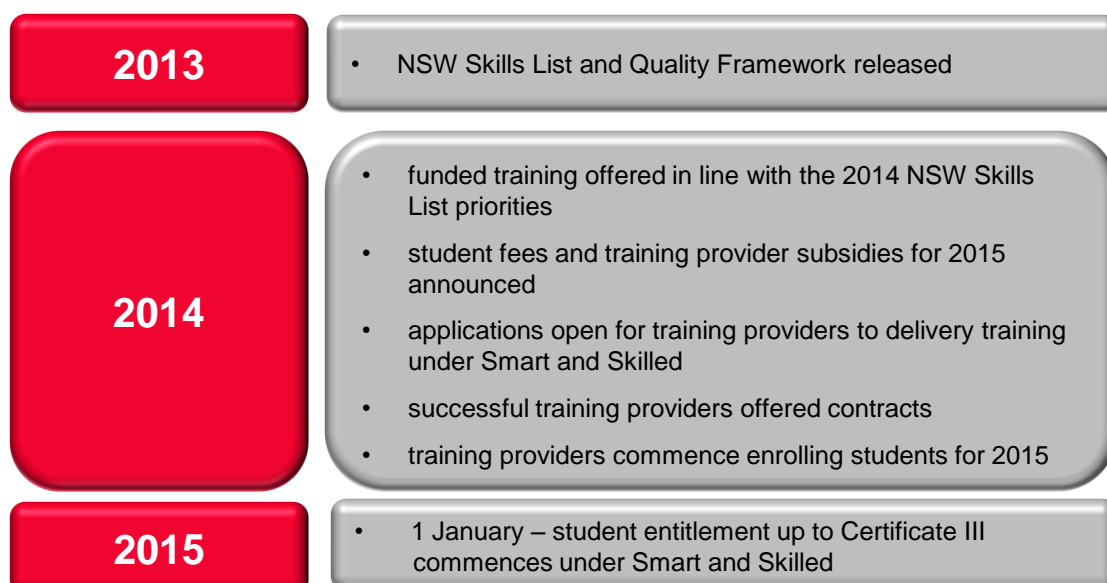 2013
• NSW Skills List and Quality Framework released
2014
• funded training offered in line with the 2014 NSW Skills
List priorities
• student fees and training provider subsidies for 2015
announced
• applications open for training providers to delivery training
under Smart and Skilled
• successful training providers offered contracts
• training providers commence enrolling students for 2015
2015
• 1 January – student entitlement up to Certificate III
commences under Smart and Skilled